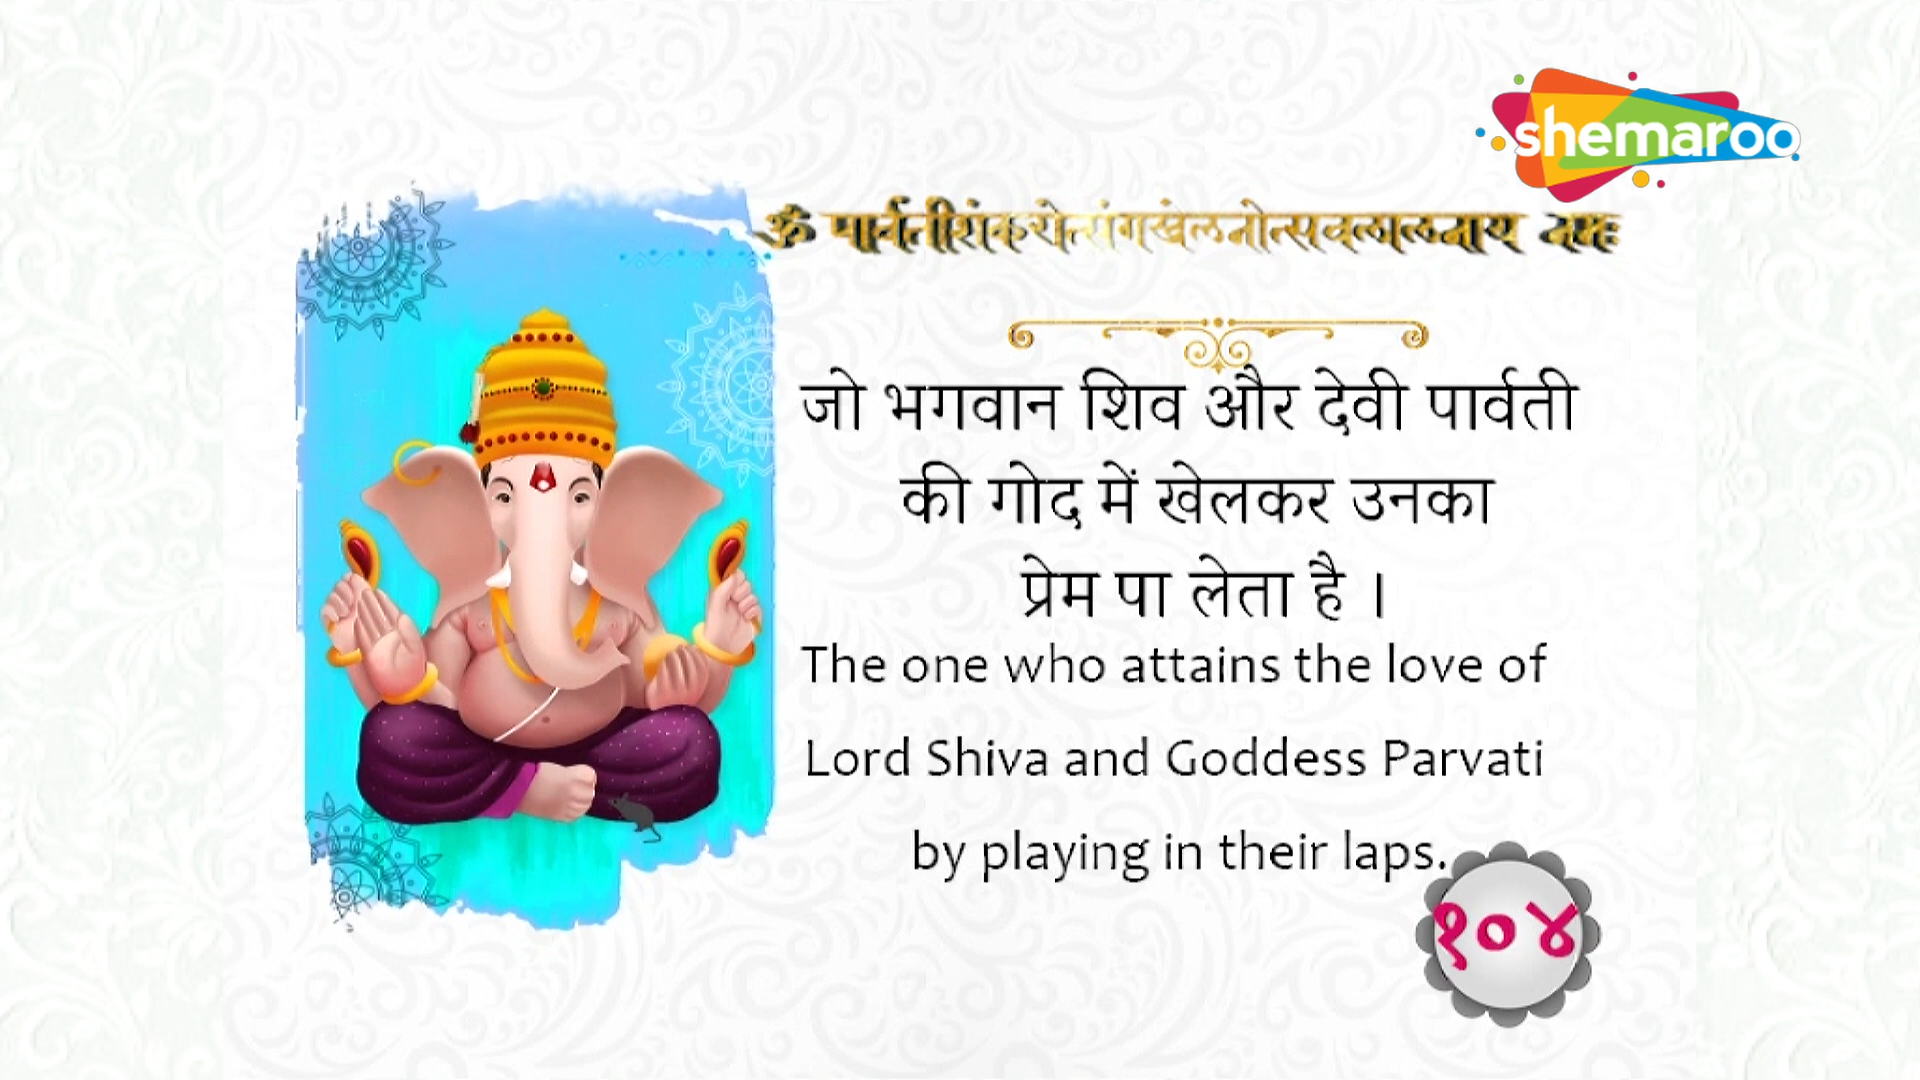 shemaroo
ॐ पार्वतीशंकरोत्संगखेलनोत्सवलालनाय नमः
जो भगवान शिव और देवी पार्वती
की गोद में खेलकर उनका
प्रेम पा लेता है ।
The one who attains the love of
Lord Shiva and Goddess Parvati
by playing in their laps.
१०४